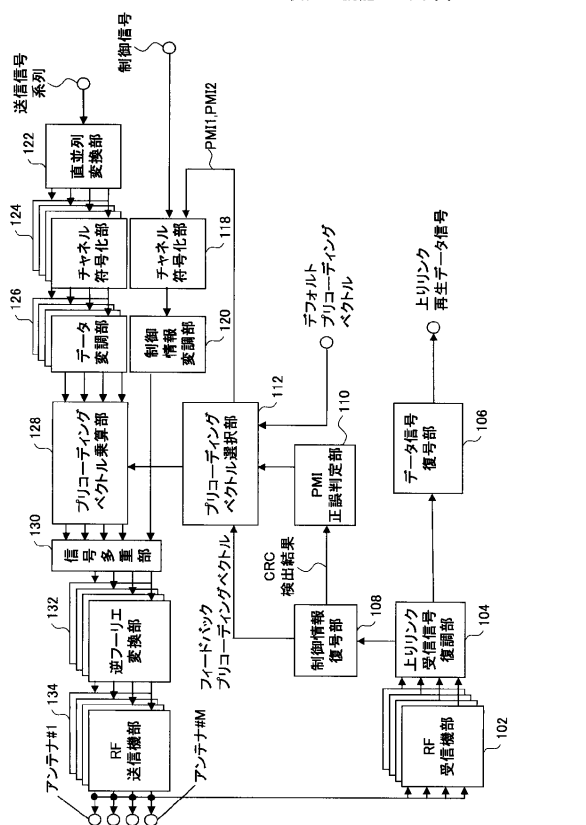 送信信号
系列
制御信号
122
直並列
変換部
PMI1,PMI2
124
チャネル
符号化部
チャネル
符号化部
118
126
データ
変調部
制御
情報
変調部
120
デフォルト
プリコーディング
ベクトル
上りリンク
再生データ信号
128
プリコーディング
ベクトル乗算部
プリコーディング
ベクトル選択部
112
110
PMI
正誤判定部
データ信号
復号部
106
130
信号多重部
フィードバック
プリコーディングベクトル
CRC
検出結果
132
逆フーリエ
変換部
制御情報
復号部
108
上りリンク
受信信号
復調部
104
134
RF
送信機部
RF
受信機部
102
アンテナ#1
アンテナ#M